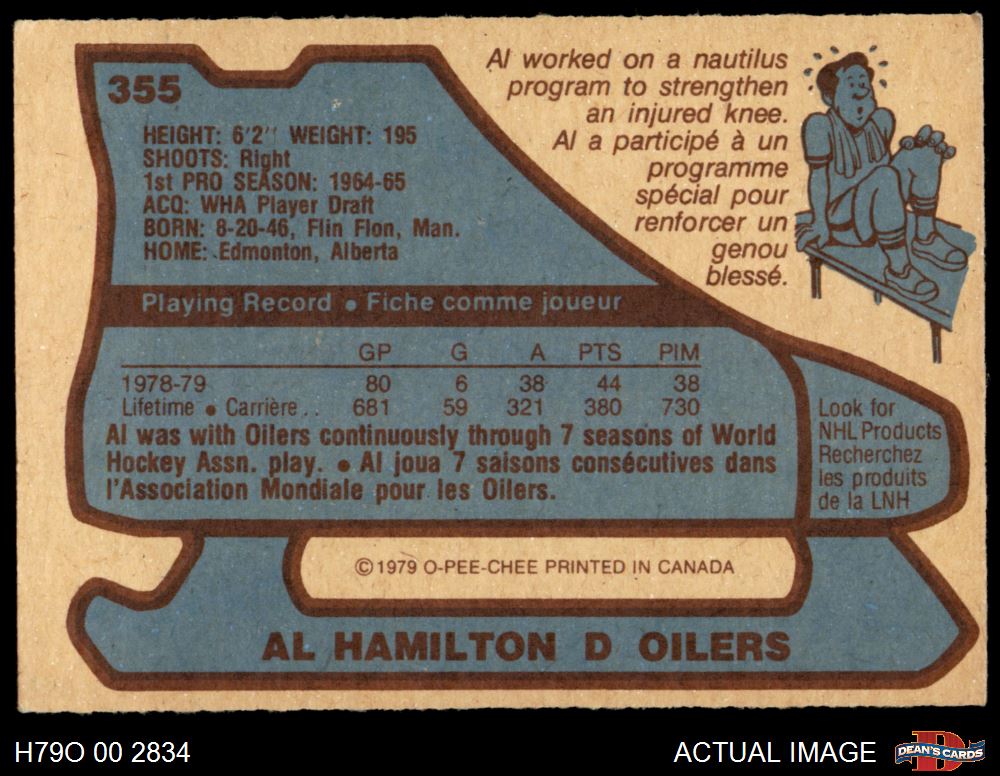 355
HEIGHT: 6'2" WEIGHT: 195
SHOOTS: Right
1st PRO SEASON: 1964-65
ACQ: WHA Player Draft
BORN: 8-20-46, Flin Flon, Man.
HOME: Edmonton, Alberta
Al worked on a nautilus
program to strengthen
an injured knee.
Al a participé à un
programme
spécial pour
renforcer un
genou
blessé.
Playing Record • Fiche comme joueur
GP G A PTS PIM
1978-79 80 6 38 44 38
Lifetime • Carrière . . 681 59 321 380 730
Al was with Oilers continuously through 7 seasons of World
Hockey Assn. play. • Al joua 7 saisons consécutives dans
l'Association Mondiale pour les Oilers.
Look for
NHL Products
Recherchez
les produits
de la LNH
© 1979 O-PEE-CHEE PRINTED IN CANADA
AL HAMILTON D OILERS
H79O 00 2834
ACTUAL IMAGE
D
DEAN'S CARDS